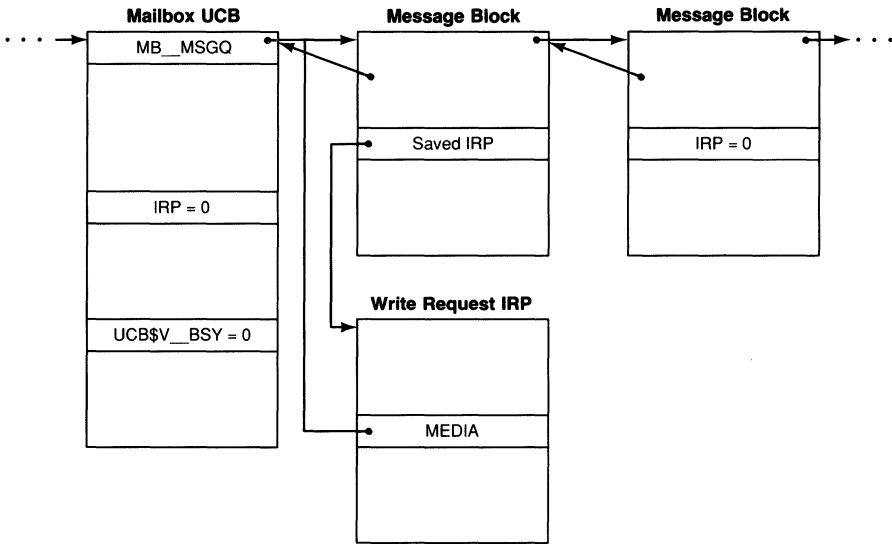 Mailbox UCB
Message Block
Message Block
MB__MSGQ
Saved IRP
IRP = 0
IRP = 0
Write Request IRP
UCB$V__BSY = 0
MEDIA